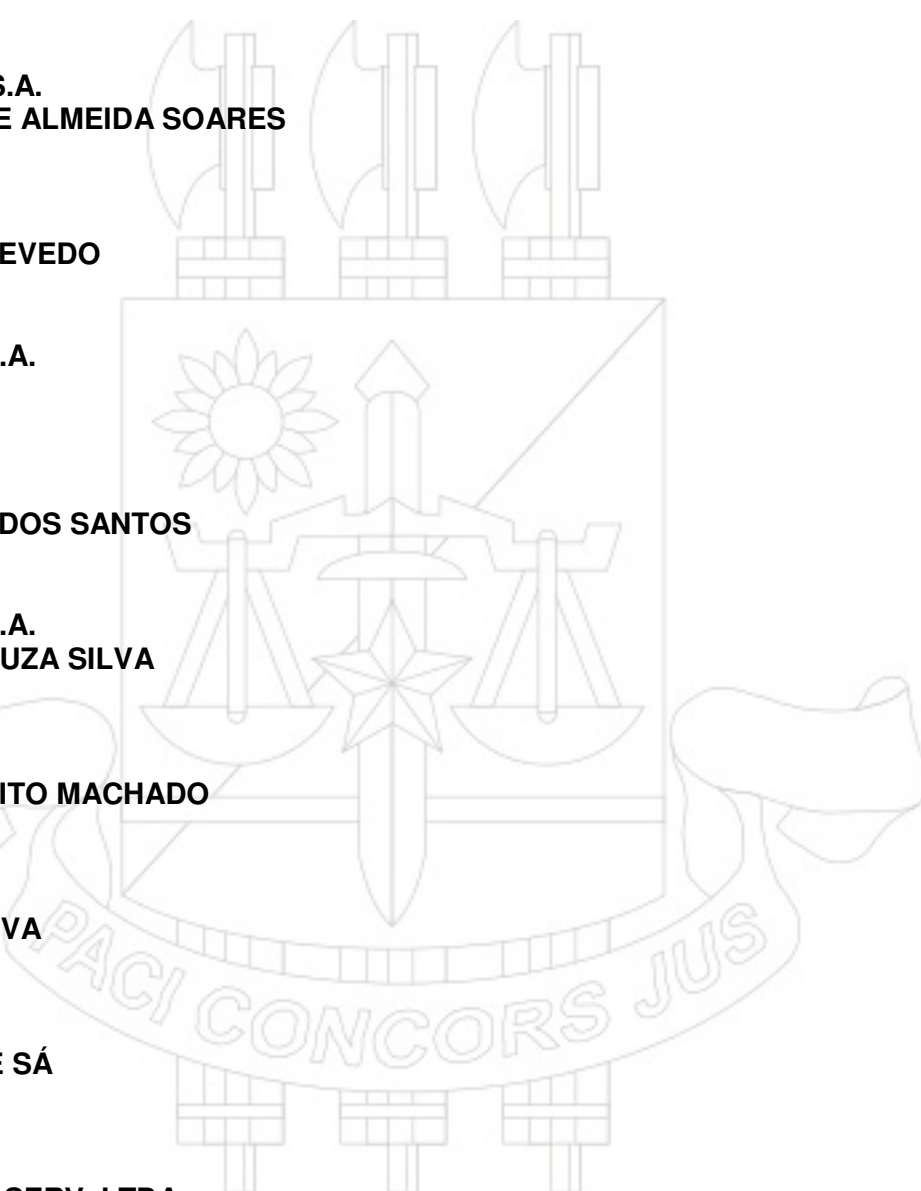 S.A.
E ALMEIDA SOARES
EVEDO
.A.
DOS SANTOS
.A.
UZA SILVA
ITO MACHADO
VA
PACI CONCORS JUS
E SÁ